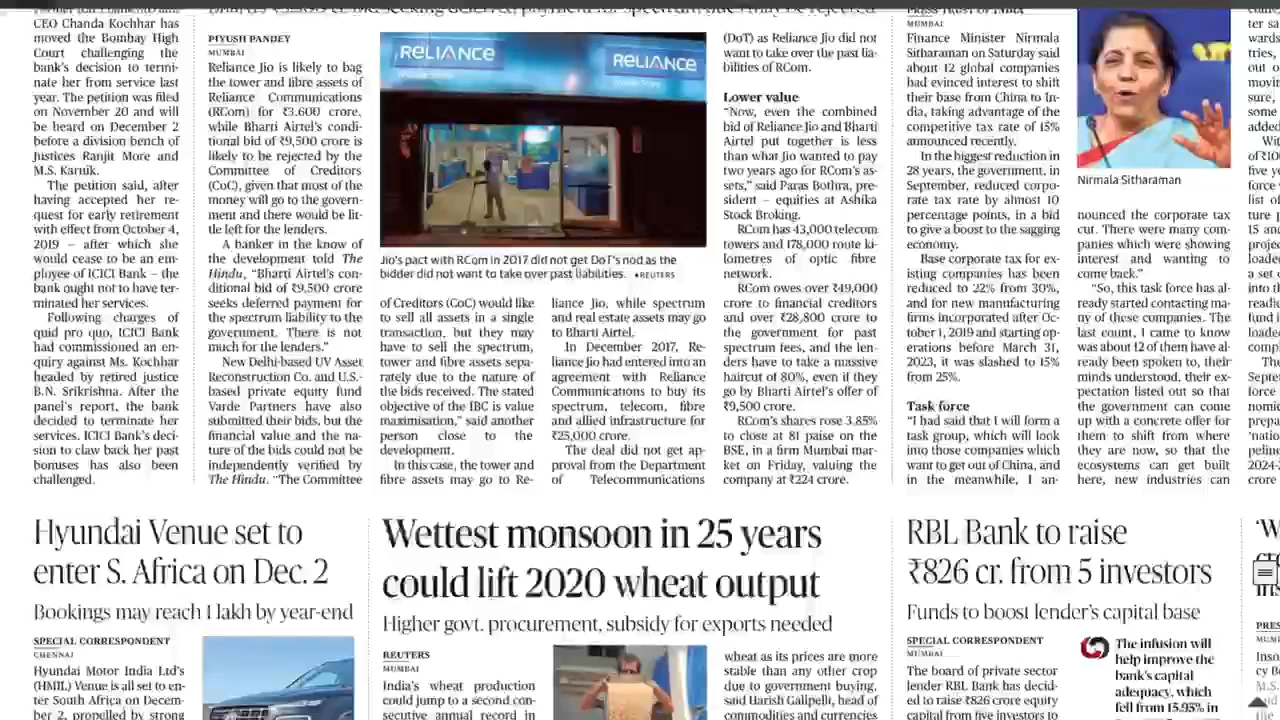 CEO Chanda Kochhar has
moved the Bombay High
Court challenging the
bank's decision to termi-
nate her from service last
year. The petition was filed
on November 20 and will
be heard on December 2
before a division bench of
Justices Ranjit More and
M.S. Karnik.
The petition said, after
having accepted her re-
quest for early retirement
with effect from October 4,
2019 – after which she
would cease to be an em-
ployee of ICICI Bank – the
bank ought not to have ter-
minated her services.
Following charges of
quid pro quo, ICICI Bank
had commissioned an en-
quiry against Ms. Kochhar
headed by retired justice
B.N. Srikrishna. After the
panel's report, the bank
decided to terminate her
services. ICICI Bank's deci-
sion to claw back her past
bonuses has also been
challenged.
PIYUSH PANDEY
MUMBAI
Reliance Jio is likely to bag
the tower and fibre assets of
Reliance Communications
(RCom) for ₹3,600 crore,
while Bharti Airtel's condi-
tional bid of ₹9,500 crore is
likely to be rejected by the
Committee of Creditors
(CoC), given that most of the
money will go to the govern-
ment and there would be lit-
tle left for the lenders.
A banker in the know of
the development told The
Hindu, "Bharti Airtel's con-
ditional bid of ₹9,500 crore
seeks deferred payment for
the spectrum liability to the
government. There is not
much for the lenders."
New Delhi-based UV Asset
Reconstruction Co. and U.S.-
based private equity fund
Varde Partners have also
submitted their bids, but the
financial value and the na-
ture of the bids could not be
independently verified by
The Hindu. "The Committee
RELIANCE
RELIANCE
Jio's pact with RCom in 2017 did not get DoT's nod as the
bidder did not want to take over past liabilities. •REUTERS
of Creditors (CoC) would like
to sell all assets in a single
transaction, but they may
have to sell the spectrum,
tower and fibre assets sepa-
rately due to the nature of
the bids received. The stated
objective of the IBC is value
maximisation," said another
person close to the
development.
In this case, the tower and
fibre assets may go to Re-
liance Jio, while spectrum
and real estate assets may go
to Bharti Airtel.
In December 2017, Re-
liance Jio had entered into an
agreement with Reliance
Communications to buy its
spectrum, telecom, fibre
and allied infrastructure for
₹25,000 crore.
The deal did not get ap-
proval from the Department
of Telecommunications
(DoT) as Reliance Jio did not
want to take over the past lia-
bilities of RCom.
Lower value
"Now, even the combined
bid of Reliance Jio and Bharti
Airtel put together is less
than what Jio wanted to pay
two years ago for RCom's as-
sets," said Paras Bothra, pre-
sident – equities at Ashika
Stock Broking.
RCom has 43,000 telecom
towers and 178,000 route ki-
lometres of optic fibre
network.
RCom owes over ₹49,000
crore to financial creditors
and over ₹28,800 crore to
the government for past
spectrum fees, and the len-
ders have to take a massive
haircut of 80%, even if they
go by Bharti Airtel's offer of
₹9,500 crore.
RCom's shares rose 3.85%
to close at 81 paise on the
BSE, in a firm Mumbai mar-
ket on Friday, valuing the
company at ₹224 crore.
MUMBAI
Finance Minister Nirmala
Sitharaman on Saturday said
about 12 global companies
had evinced interest to shift
their base from China to In-
dia, taking advantage of the
competitive tax rate of 15%
announced recently.
In the biggest reduction in
28 years, the government, in
September, reduced corpo-
rate tax rate by almost 10
percentage points, in a bid
to give a boost to the sagging
economy.
Base corporate tax for ex-
isting companies has been
reduced to 22% from 30%,
and for new manufacturing
firms incorporated after Oc-
tober 1, 2019 and starting op-
erations before March 31,
2023, it was slashed to 15%
from 25%.
Task force
"I had said that I will form a
task group, which will look
into those companies which
want to get out of China, and
in the meanwhile, I an-
Nirmala Sitharaman
nounced the corporate tax
cut. There were many com-
panies which were showing
interest and wanting to
come back."
"So, this task force has al-
ready started contacting ma-
ny of these companies. The
last count, I came to know
was about 12 of them have al-
ready been spoken to, their
minds understood, their ex-
pectation listed out so that
the government can come
up with a concrete offer for
them to shift from where
they are now, so that the
ecosystems can get built
here, new industries can
Hyundai Venue set to
enter S. Africa on Dec. 2
Bookings may reach 1 lakh by year-end
SPECIAL CORRESPONDENT
CHENNAI
Hyundai Motor India Ltd's
(HMIL) Venue is all set to en-
ter South Africa on Decem-
ber 2, propelled by strong
Wettest monsoon in 25 years
could lift 2020 wheat output
Higher govt. procurement, subsidy for exports needed
REUTERS
MUMBAI
India's wheat production
could jump to a second con-
secutive annual record in
wheat as its prices are more
stable than any other crop
due to government buying,
said Harish Galipelli, head of
commodities and currencies
RBL Bank to raise
₹826 cr. from 5 investors
Funds to boost lender's capital base
SPECIAL CORRESPONDENT
MUMBAI
The board of private sector
lender RBL Bank has decid-
ed to raise ₹826 crore equity
capital from five investors to
The infusion will
help improve the
bank's capital
adequacy, which
fell from 15.95% in